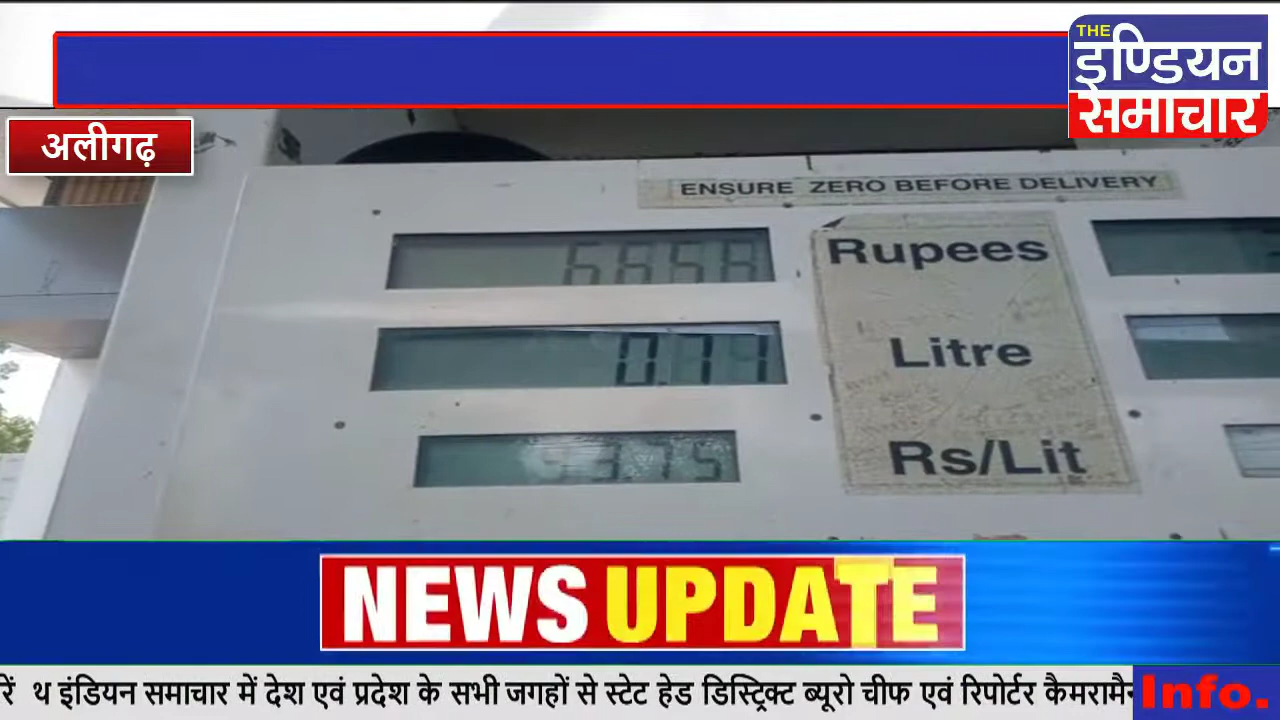 THE
इण्डियन
समाचार
अलीगढ़
ENSURE ZERO BEFORE DELIVERY
Rupees
Litre
Rs/Lit
NEWS UPDATE
रें थ इंडियन समाचार में देश एवं प्रदेश के सभी जगहों से स्टेट हेड डिस्ट्रिक्ट ब्यूरो चीफ एवं रिपोर्टर कैमरामैन
Info.